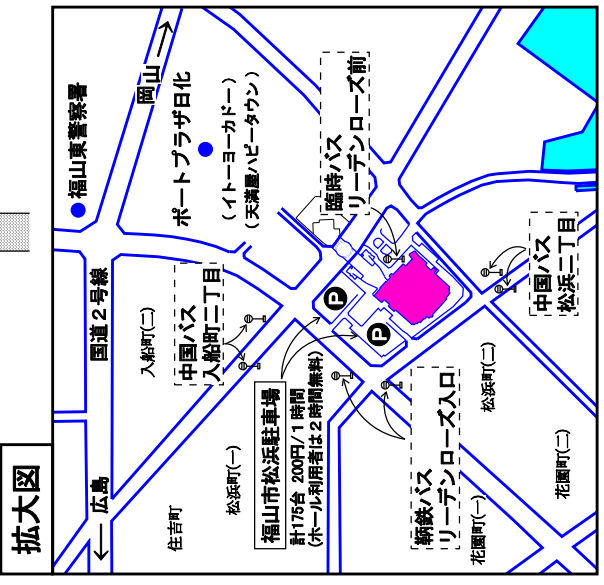 拡大図
岡山→
福山東警察署
ポートプラザ日化
(イトーヨーカドー)
(天満屋ハピータウン)
臨時バス
リーデンローズ前
国道2号線
入船町(二)
中国バス
入船町二丁目
中国バス
松浜二丁目
P
P
←広島
住吉町
松浜町(一)
福山市松浜駐車場
計175台 200円/1時間
(ホール利用者は2時間無料)
鞆鉄バス
リーデンローズ入口
松浜町(二)
花園町(一)
花園町(二)